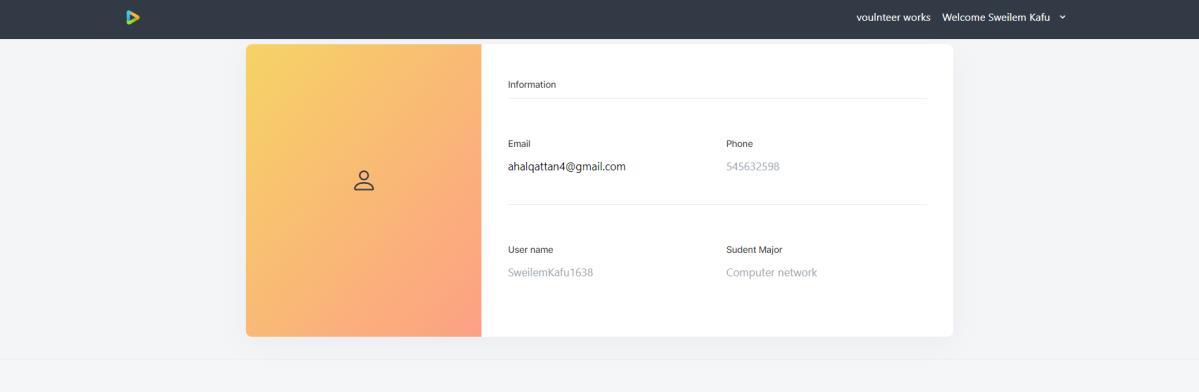 voulnteer works Welcome Sweilem Kafu
Information
Email Phone
ahalqattan4@gmail.com 545632598
User name Sudent Major
SweilemKafu1638 Computer network